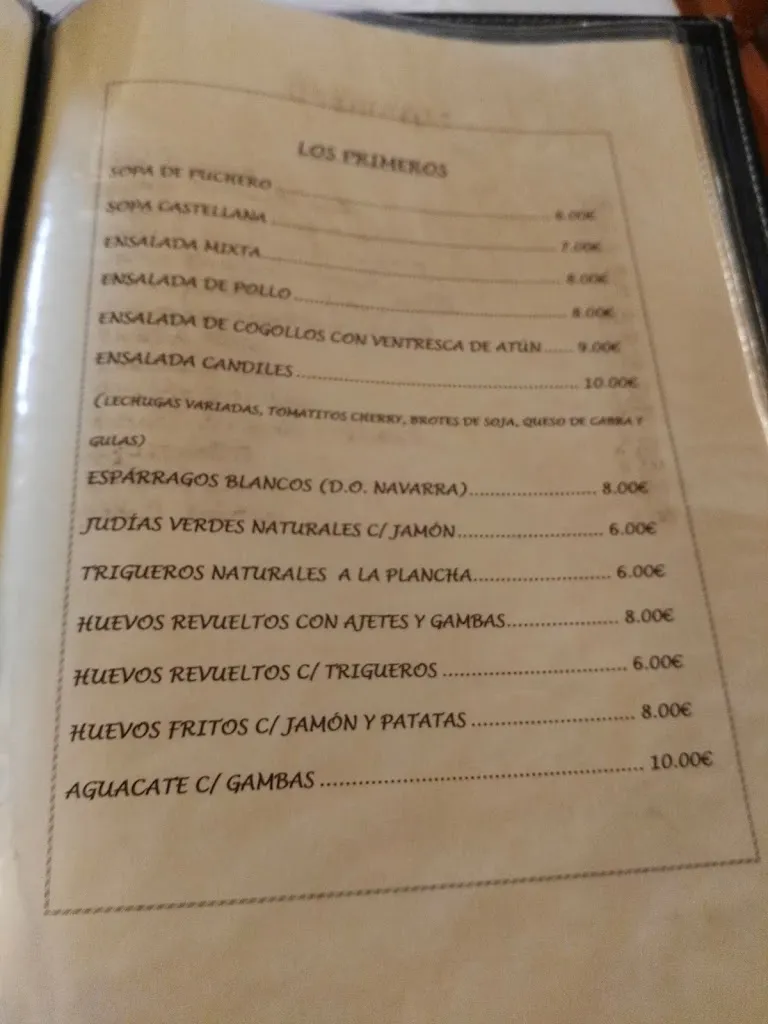 LOS PRIMEROS
SOPA DE PUCHERO ........ 6.00€
SOPA CASTELLANA ........ 7.00€
ENSALADA MIXTA ........ 8.00€
ENSALADA DE POLLO ........ 8.00€
ENSALADA DE COGOLLOS CON VENTRESCA DE ATÚN ...... 9.00€
ENSALADA CANDILES ........ 10.00€
(LECHUGAS VARIADAS, TOMATITOS CHERRY, BROTES DE SOJA, QUESO DE CABRA Y
GULAS)
ESPÁRRAGOS BLANCOS (D.O. NAVARRA) ........ 8.00€
JUDÍAS VERDES NATURALES C/ JAMÓN ........ 6.00€
TRIGUEROS NATURALES A LA PLANCHA ........ 6.00€
HUEVOS REVUELTOS CON AJETES Y GAMBAS ........ 8.00€
HUEVOS REVUELTOS C/ TRIGUEROS ........ 6.00€
HUEVOS FRITOS C/ JAMÓN Y PATATAS ........ 8.00€
AGUACATE C/ GAMBAS ........ 10.00€